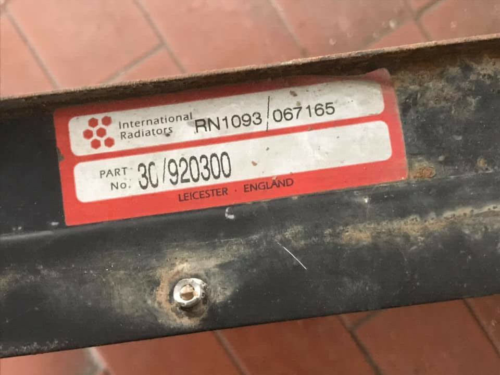 International
Radiators RN1093/067165
PART
No. 30/920300
LEICESTER · ENGLAND